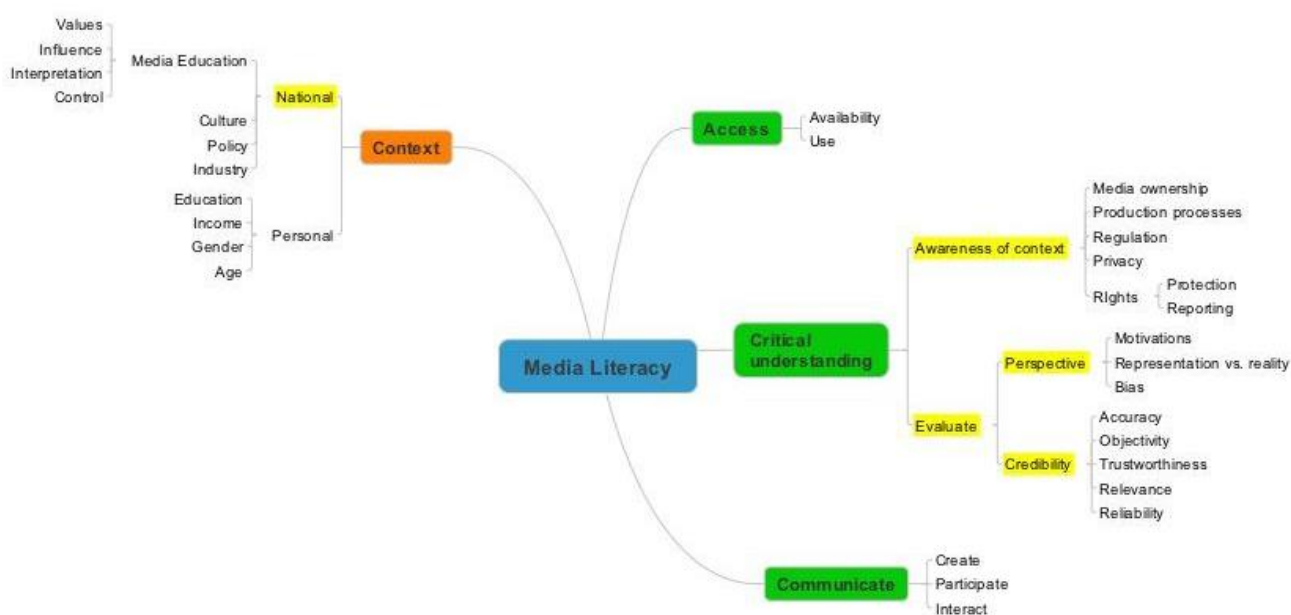 Values
Influence
Interpretation
Control
Media Education
National
Culture
Policy
Industry
Context
Education
Income
Gender
Age
Personal
Media Literacy
Access
Availability
Use
Critical
understanding
Awareness of context
Media ownership
Production processes
Regulation
Privacy
RIghts
Protection
Reporting
Evaluate
Perspective
Motivations
Representation vs. reality
Bias
Credibility
Accuracy
Objectivity
Trustworthiness
Relevance
Reliability
Communicate
Create
Participate
Interact